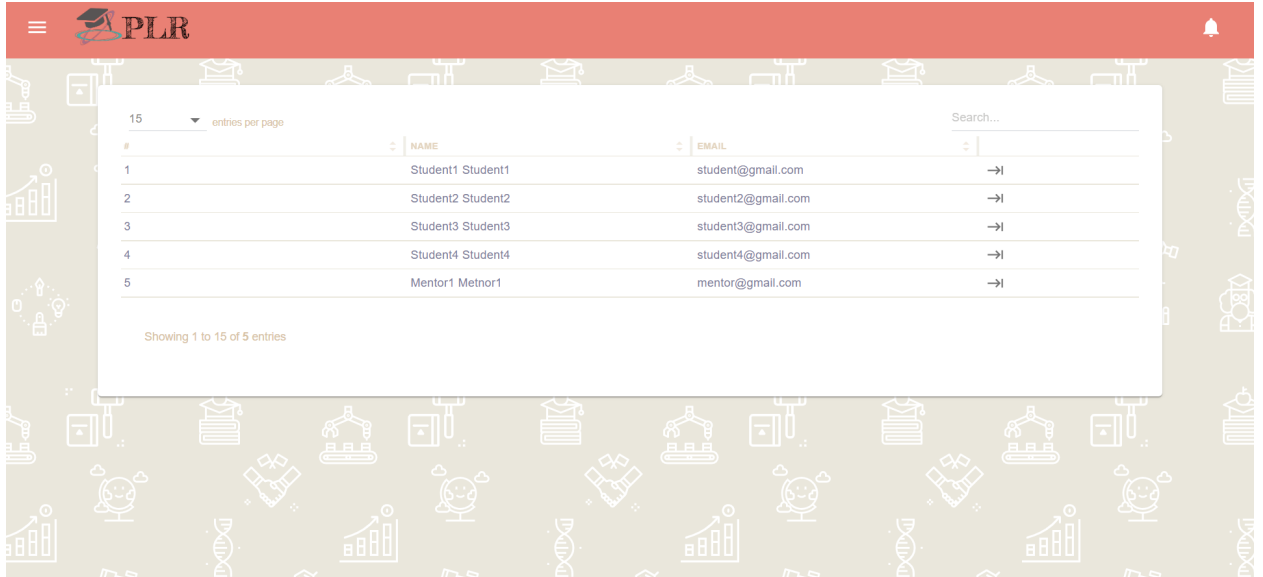 PLR
15 entries per page Search...
# NAME EMAIL
1 Student1 Student1 student@gmail.com
2 Student2 Student2 student2@gmail.com
3 Student3 Student3 student3@gmail.com
4 Student4 Student4 student4@gmail.com
5 Mentor1 Metnor1 mentor@gmail.com
Showing 1 to 15 of 5 entries